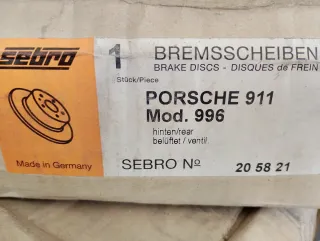 sebro
1
Stück/Piece
BREMSSCHEIBEN
BRAKE DISCS - DISQUES de FREIN
PORSCHE 911
Mod. 996
hinten/rear
belüftet / ventil.
Made in Germany
SEBRO Nº 20 58 21